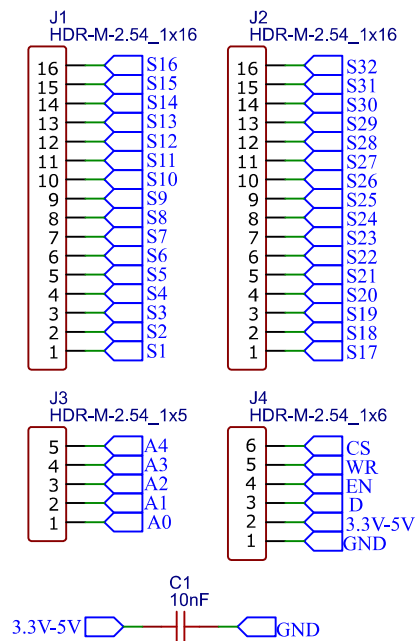 J1
HDR-M-2.54_1x16
16 S16
15 S15
14 S14
13 S13
12 S12
11 S11
10 S10
9 S9
8 S8
7 S7
6 S6
5 S5
4 S4
3 S3
2 S2
1 S1
J2
HDR-M-2.54_1x16
16 S32
15 S31
14 S30
13 S29
12 S28
11 S27
10 S26
9 S25
8 S24
7 S23
6 S22
5 S21
4 S20
3 S19
2 S18
1 S17
J3
HDR-M-2.54_1x5
5 A4
4 A3
3 A2
2 A1
1 A0
J4
HDR-M-2.54_1x6
6 CS
5 WR
4 EN
3 D
2 3.3V-5V
1 GND
C1
10nF
3.3V-5V GND